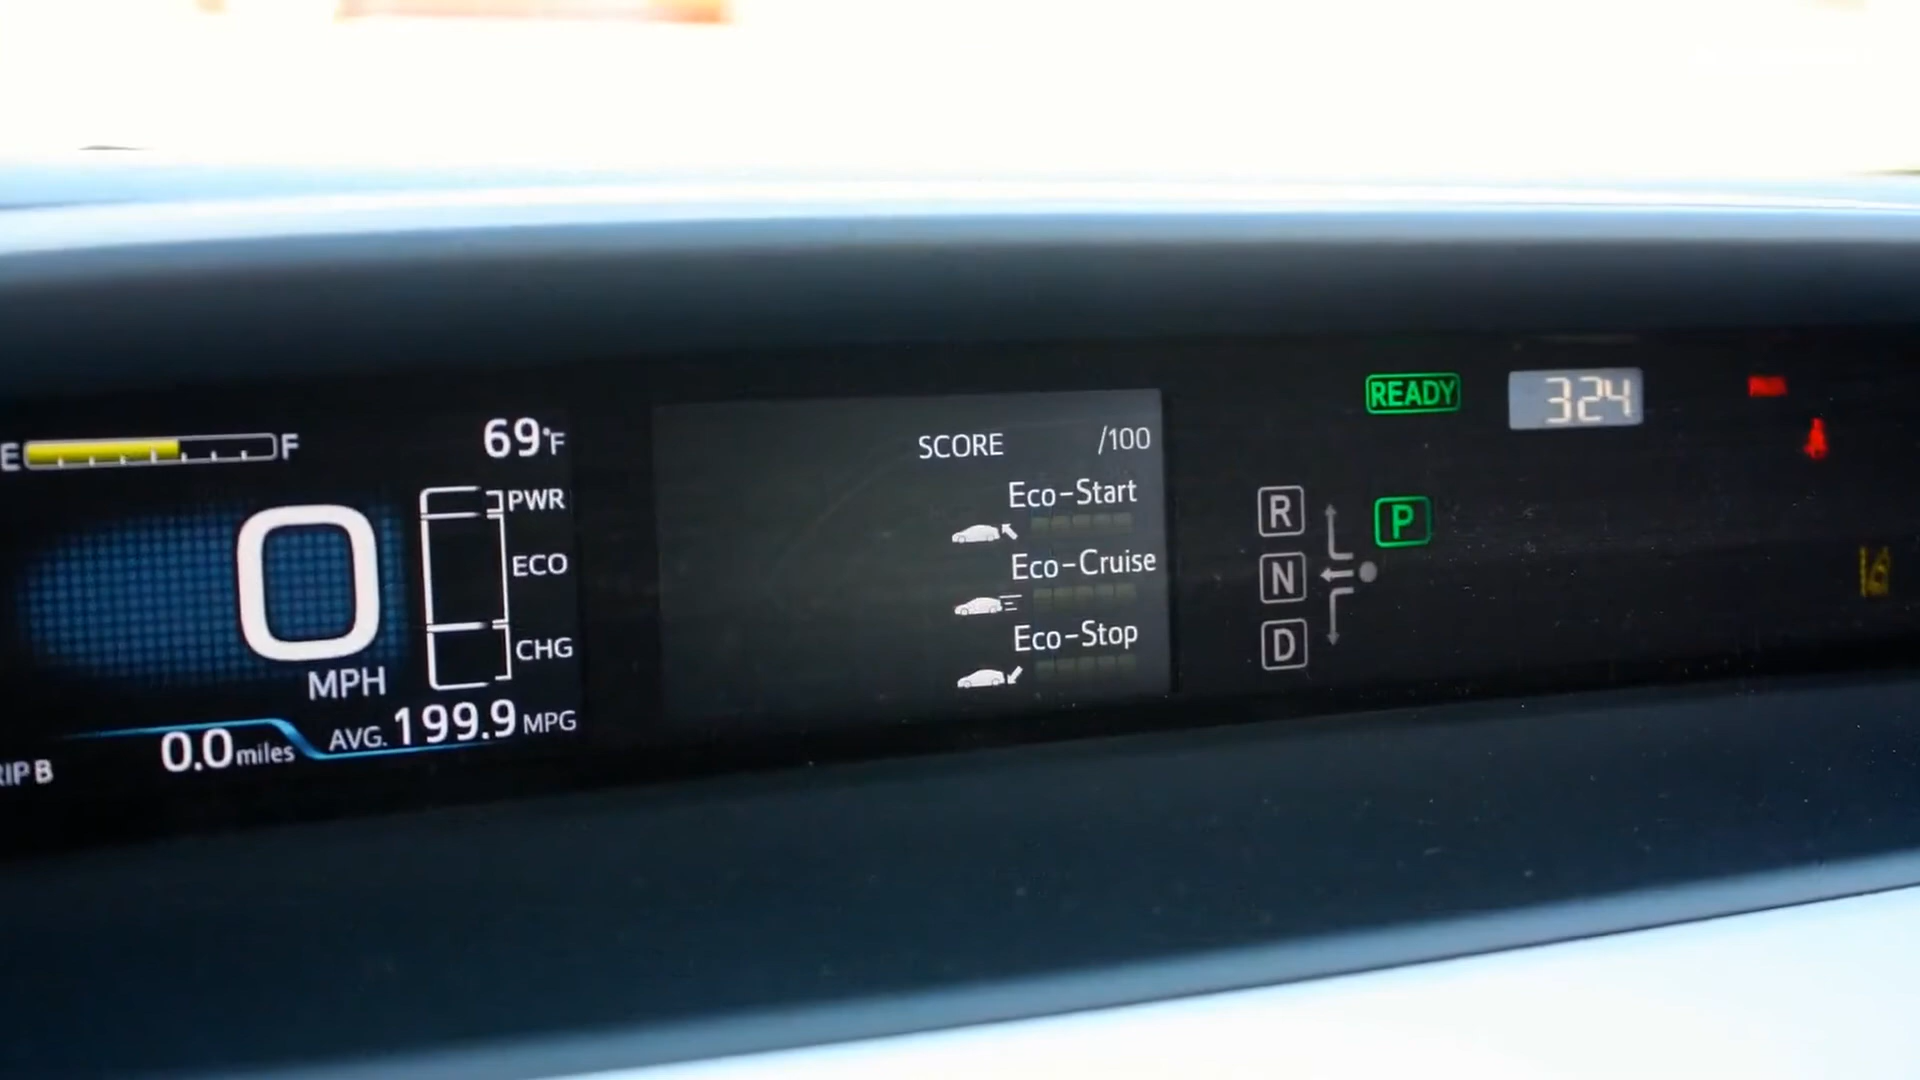 E F
69°F
PWR
ECO
CHG
0
MPH
AVG. 199.9 MPG
0.0 miles
RIP B
SCORE /100
Eco-Start
Eco-Cruise
Eco-Stop
READY
324
R
N
D
P